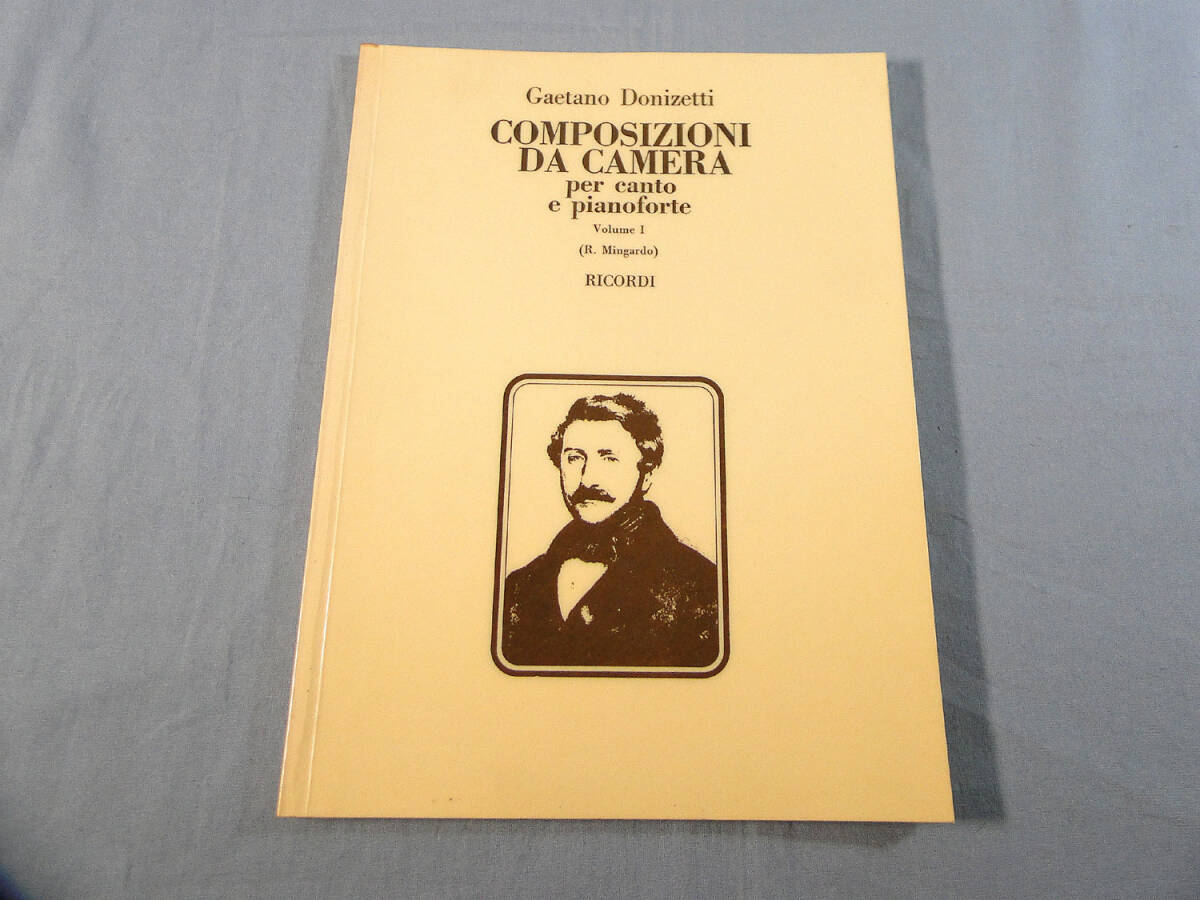 Gaetano Donizetti
COMPOSIZIONI
DA CAMERA
per canto
e pianoforte
Volume I
(R. Mingardo)
RICORDI